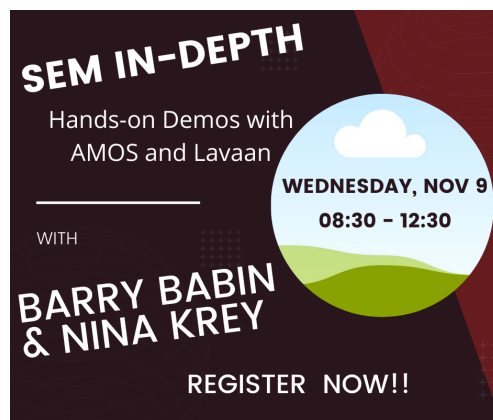 SEM IN-DEPTH
Hands-on Demos with
AMOS and Lavaan
WEDNESDAY, NOV 9
08:30 - 12:30
WITH
BARRY BABIN
& NINA KREY
REGISTER NOW!!